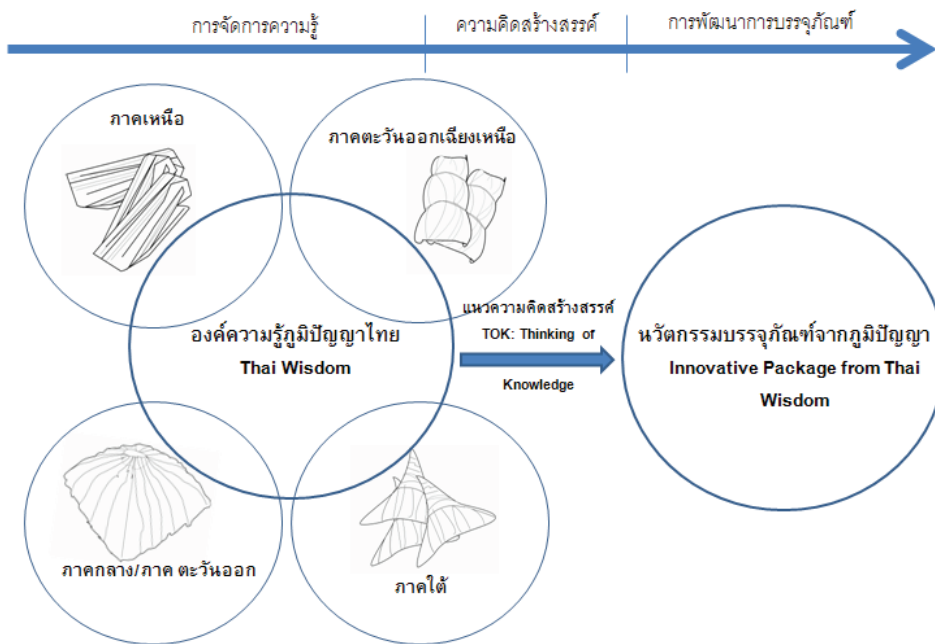 การจัดการความรู้
ความคิดสร้างสรรค์
การพัฒนาการบรรจุภัณฑ์
ภาคเหนือ
ภาคตะวันออกเฉียงเหนือ
องค์ความรู้ภูมิปัญญาไทย
Thai Wisdom
แนวความคิดสร้างสรรค์
TOK: Thinking of
Knowledge
นวัตกรรมบรรจุภัณฑ์จากภูมิปัญญา
Innovative Package from Thai
Wisdom
ภาคกลาง/ภาค ตะวันออก
ภาคใต้